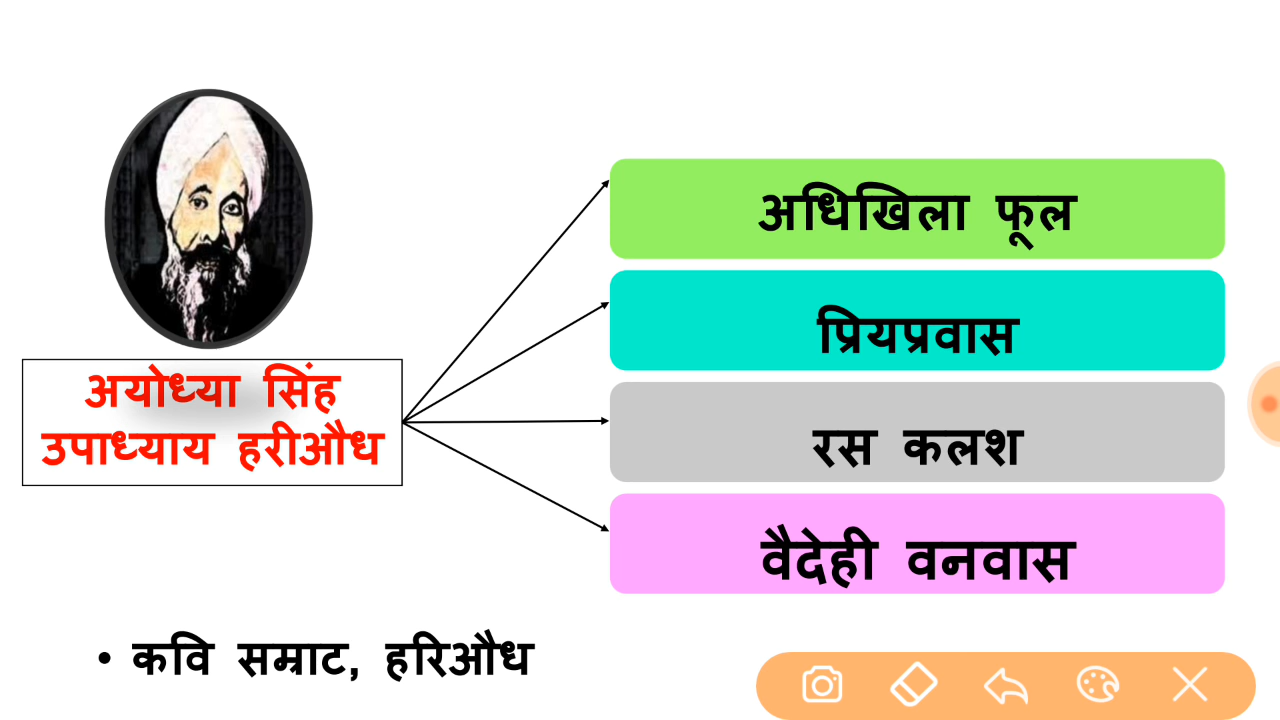 अयोध्या सिंह
उपाध्याय हरीऔध
अधिखिला फूल
प्रियप्रवास
रस कलश
वैदेही वनवास
• कवि सम्राट, हरिऔध